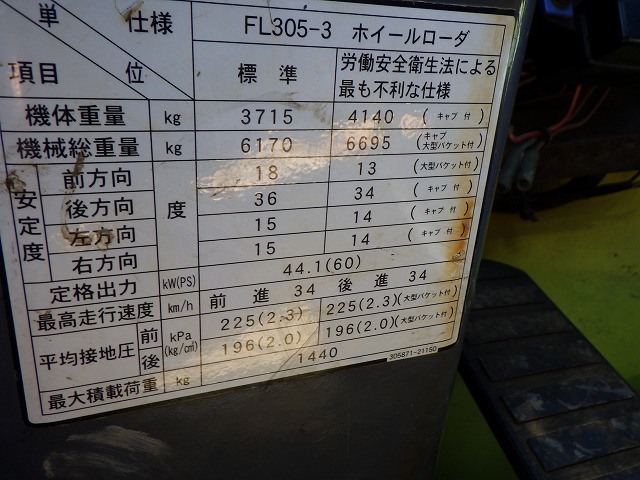 単 仕様 FL305-3 ホイールローダ
項目 位 標準 労働安全衛生法による
最も不利な仕様
機体重量 kg 3715 4140 (キャブ 付)
機械総重量 kg 6170 6695 (キャブ 大型バケット付)
安定度 前方向 度 18 13 (大型バケット付)
後方向 36 34 (キャブ 付)
左方向 15 14 (キャブ 付)
右方向 15 14 (キャブ 付)
定格出力 kW(PS) 44.1(60)
最高走行速度 km/h 前進 34 後進 34
平均接地圧 前 kPa 225(2.3) 225(2.3)(大型バケット付)
後 (kg/c㎡) 196(2.0) 196(2.0)(大型バケット付)
最大積載荷重 kg 1440
305871-21150